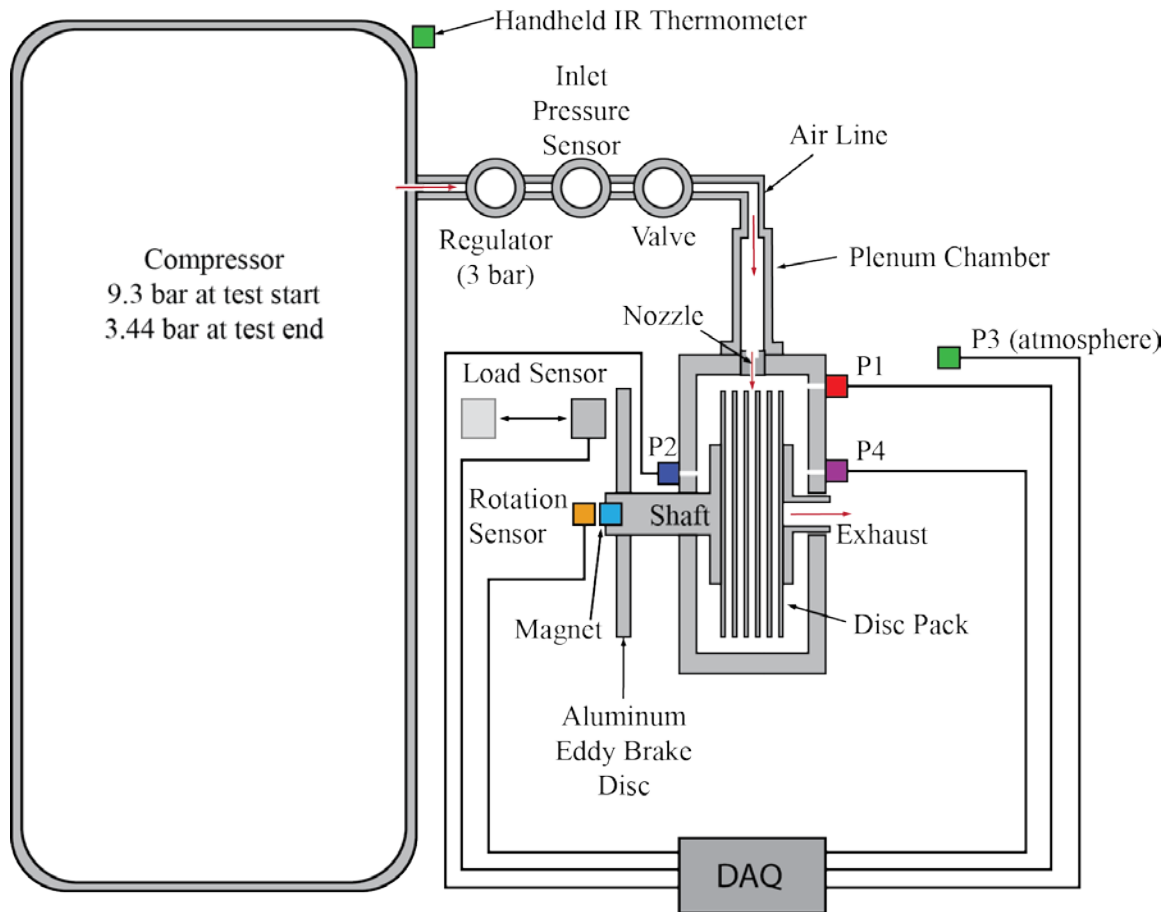 Handheld IR Thermometer
Inlet
Pressure
Sensor
Air Line
Regulator
(3 bar)
Valve
Compressor
9.3 bar at test start
3.44 bar at test end
Plenum Chamber
Nozzle
P3 (atmosphere)
P1
Load Sensor
P2
P4
Rotation
Sensor
Shaft
Exhaust
Magnet
Disc Pack
Aluminum
Eddy Brake
Disc
DAQ